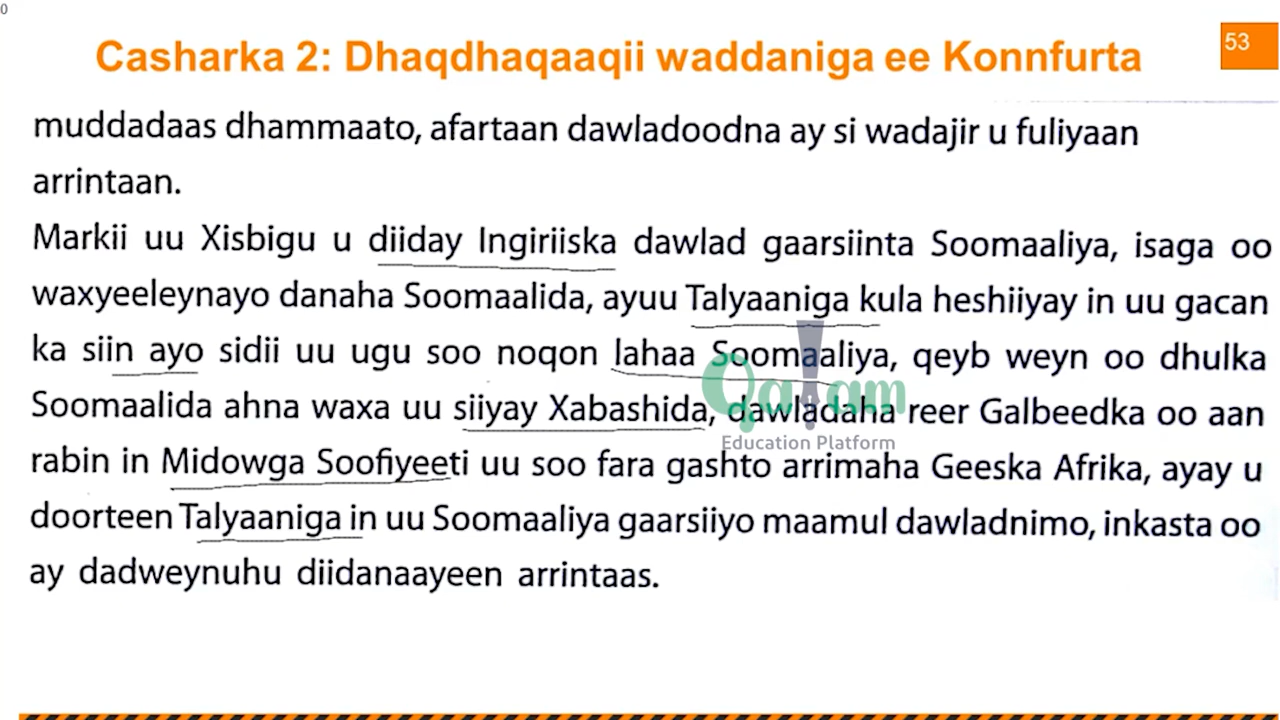 0
Casharka 2: Dhaqdhaqaaqii waddaniga ee Konnfurta
53
muddadaas dhammaato, afartaan dawladoodna ay si wadajir u fuliyaan
arrintaan.
Markii uu Xisbigu u diiday Ingiriiska dawlad gaarsiinta Soomaaliya, isaga oo
waxyeeleynayo danaha Soomaalida, ayuu Talyaaniga kula heshiiyay in uu gacan
ka siin ayo sidii uu ugu soo noqon lahaa Soomaaliya, qeyb weyn oo dhulka
Soomaalida ahna waxa uu siiyay Xabashida, dawladaha reer Galbeedka oo aan
rabin in Midowga Soofiyeeti uu soo fara gashto arrimaha Geeska Afrika, ayay u
doorteen Talyaaniga in uu Soomaaliya gaarsiiyo maamul dawladnimo, inkasta oo
ay dadweynuhu diidanaayeen arrintaas.
Qalam
Education Platform